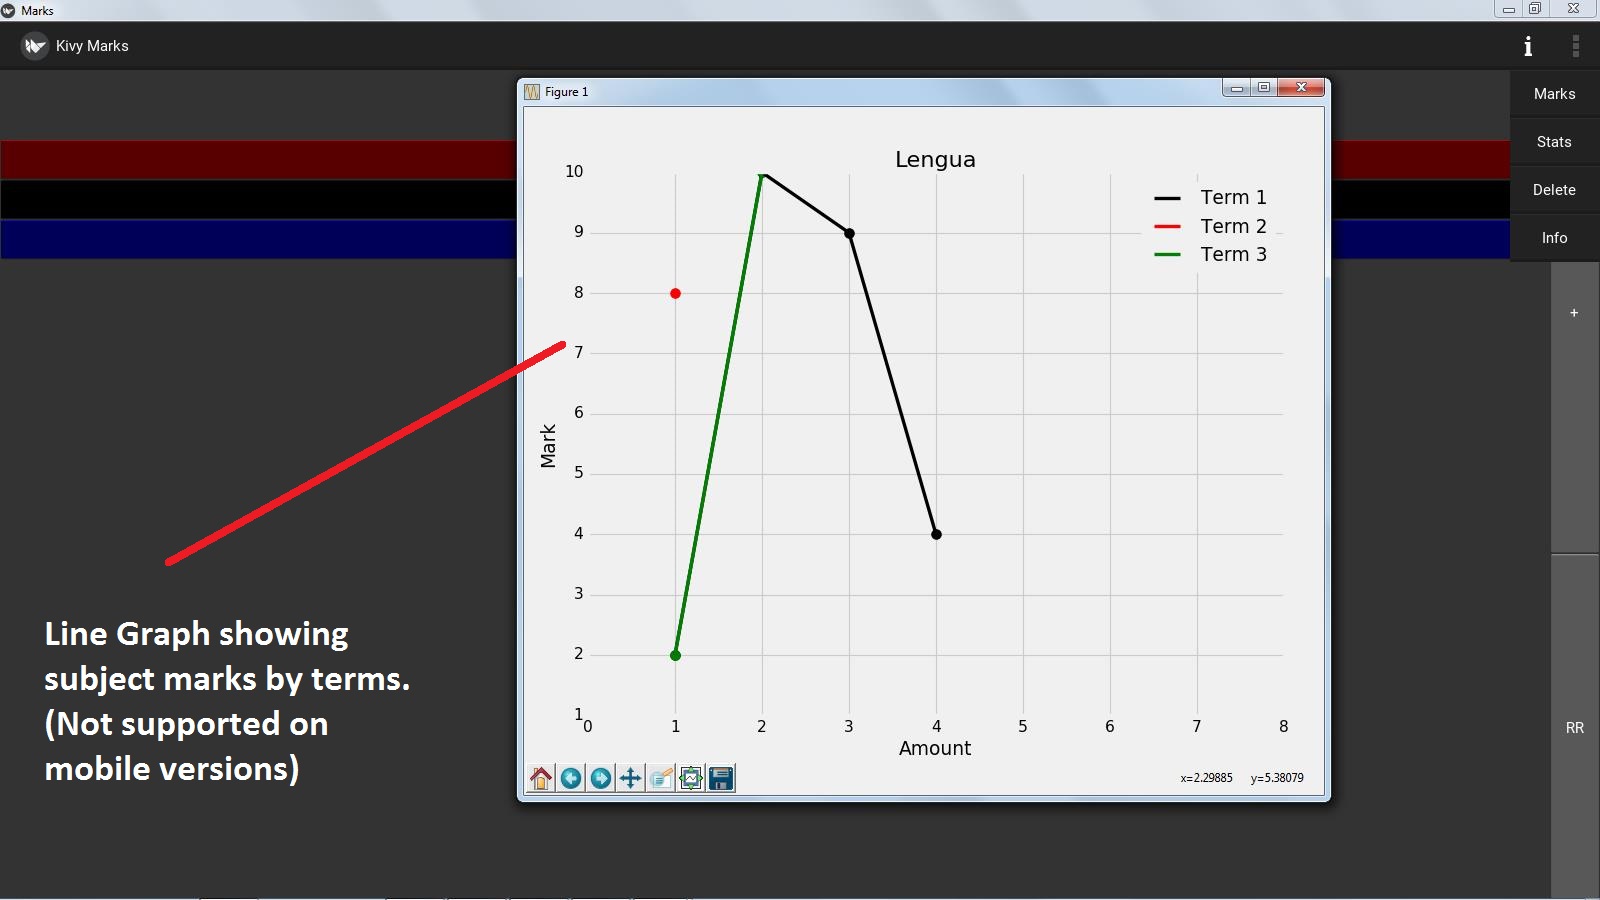 Marks
Kivy Marks
i
Marks
Stats
Delete
Info
+
RR
Figure 1
Lengua
Term 1
Term 2
Term 3
10
9
8
7
6
5
4
3
2
1
Mark
0 1 2 3 4 5 6 7 8
Amount
x=2.29885 y=5.38079
Line Graph showing
subject marks by terms.
(Not supported on
mobile versions)